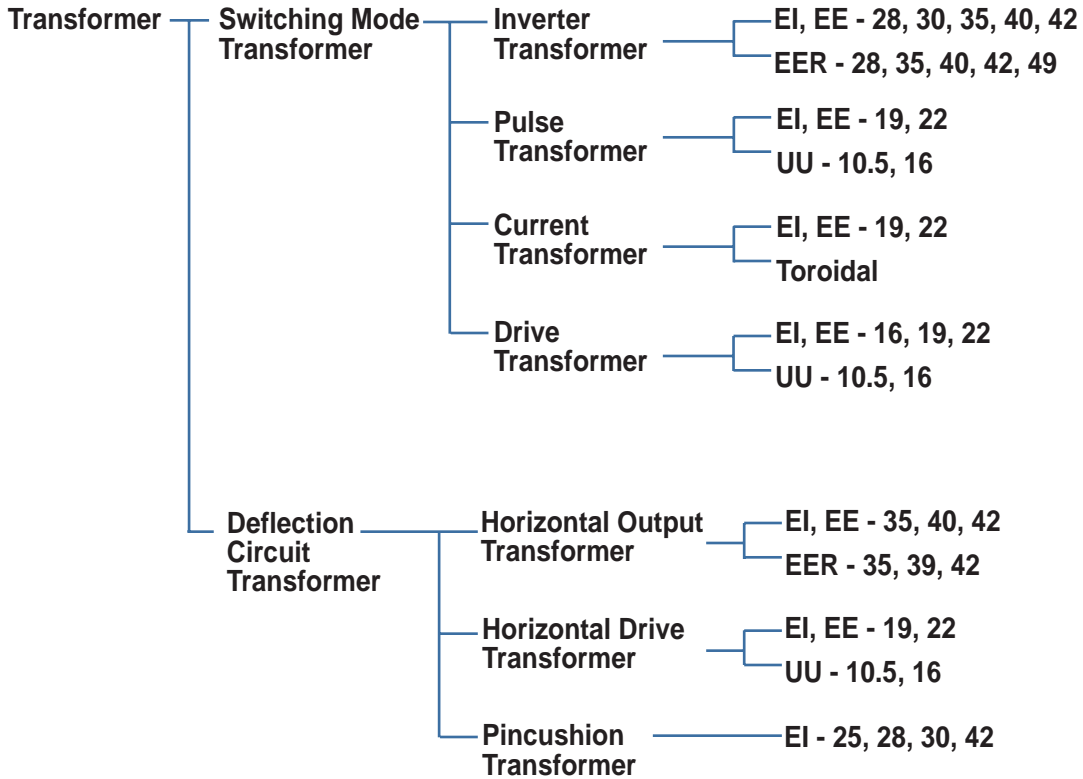 Transformer
Switching Mode
Transformer
Inverter
Transformer
EI, EE - 28, 30, 35, 40, 42
EER - 28, 35, 40, 42, 49
Pulse
Transformer
EI, EE - 19, 22
UU - 10.5, 16
Current
Transformer
EI, EE - 19, 22
Toroidal
Drive
Transformer
EI, EE - 16, 19, 22
UU - 10.5, 16
Deflection
Circuit
Transformer
Horizontal Output
Transformer
EI, EE - 35, 40, 42
EER - 35, 39, 42
Horizontal Drive
Transformer
EI, EE - 19, 22
UU - 10.5, 16
Pincushion
Transformer
EI - 25, 28, 30, 42